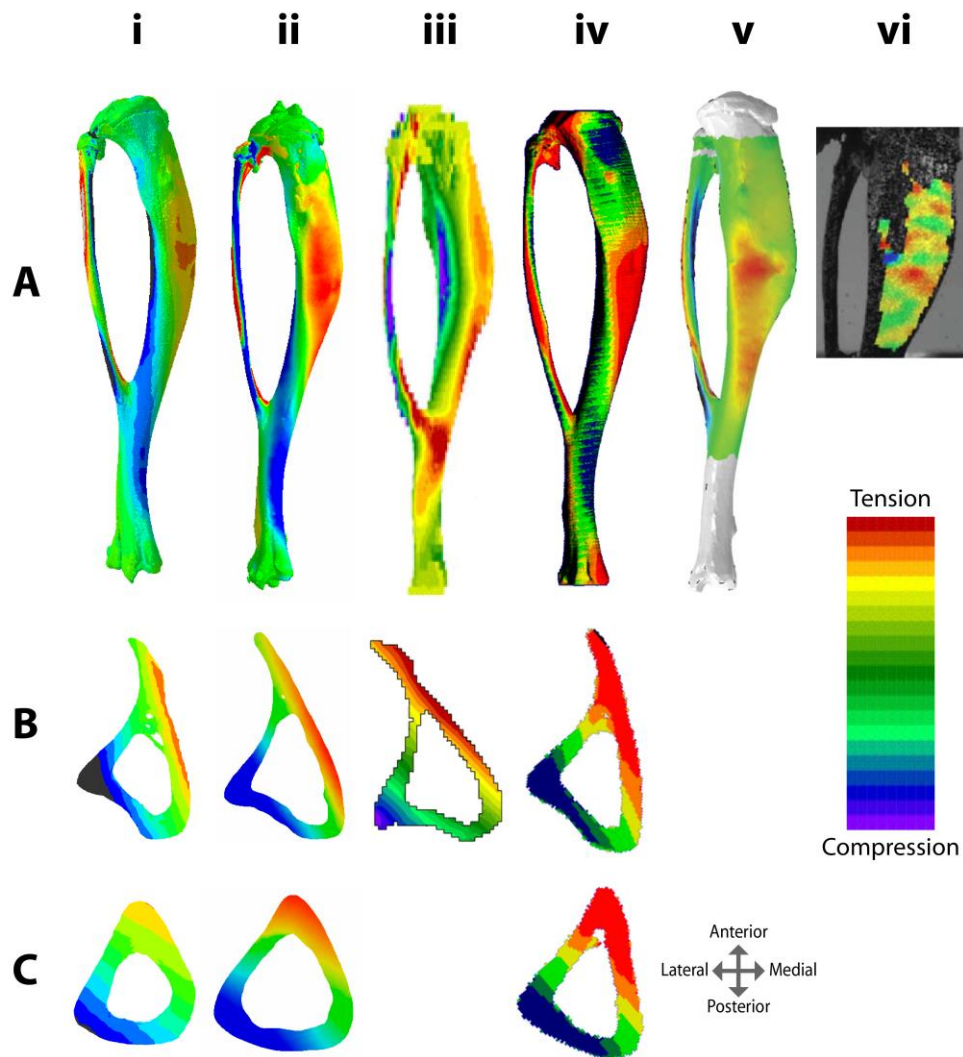 i ii iii iv v vi
A
Tension
Compression
B
Anterior
Lateral Medial
Posterior
C